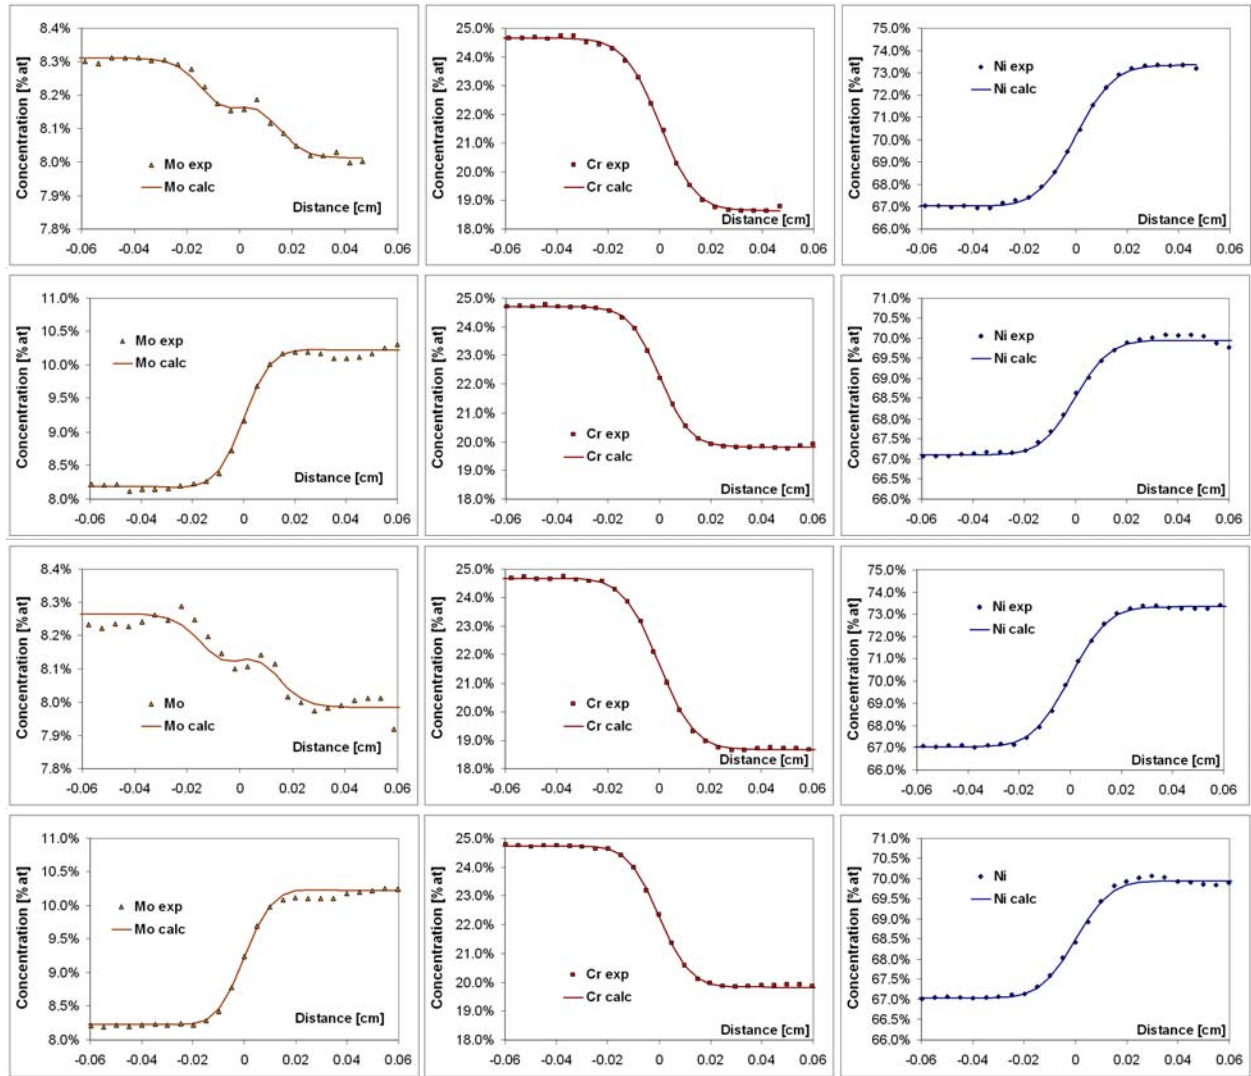 Concentration [%at]
8.4%
8.3%
8.2%
8.1%
8.0%
7.9%
7.8%
Mo exp
Mo calc
Distance [cm]
-0.06 -0.04 -0.02 0 0.02 0.04 0.06
Concentration [%at]
25.0%
24.0%
23.0%
22.0%
21.0%
20.0%
19.0%
18.0%
Cr exp
Cr calc
Distance [cm]
-0.06 -0.04 -0.02 0 0.02 0.04 0.06
Concentration [%at]
75.0%
74.0%
73.0%
72.0%
71.0%
70.0%
69.0%
68.0%
67.0%
66.0%
Ni exp
Ni calc
Distance [cm]
-0.06 -0.04 -0.02 0 0.02 0.04 0.06
Concentration [%at]
11.0%
10.5%
10.0%
9.5%
9.0%
8.5%
8.0%
Mo exp
Mo calc
Distance [cm]
-0.06 -0.04 -0.02 0 0.02 0.04 0.06
Concentration [%at]
25.0%
24.0%
23.0%
22.0%
21.0%
20.0%
19.0%
18.0%
Cr exp
Cr calc
Distance [cm]
-0.06 -0.04 -0.02 0 0.02 0.04 0.06
Concentration [%at]
71.0%
70.5%
70.0%
69.5%
69.0%
68.5%
68.0%
67.5%
67.0%
66.5%
66.0%
Ni exp
Ni calc
Distance [cm]
-0.06 -0.04 -0.02 0 0.02 0.04 0.06
Concentration [%at]
8.4%
8.3%
8.2%
8.1%
8.0%
7.9%
7.8%
Mo
Mo calc
Distance [cm]
-0.06 -0.04 -0.02 0 0.02 0.04 0.06
Concentration [%at]
25.0%
24.0%
23.0%
22.0%
21.0%
20.0%
19.0%
18.0%
Cr exp
Cr calc
Distance [cm]
-0.06 -0.04 -0.02 0 0.02 0.04 0.06
Concentration [%at]
75.0%
74.0%
73.0%
72.0%
71.0%
70.0%
69.0%
68.0%
67.0%
66.0%
Ni exp
Ni calc
Distance [cm]
-0.06 -0.04 -0.02 0 0.02 0.04 0.06
Concentration [%at]
11.0%
10.5%
10.0%
9.5%
9.0%
8.5%
8.0%
Mo exp
Mo calc
Distance [cm]
-0.06 -0.04 -0.02 0 0.02 0.04 0.06
Concentration [%at]
25.0%
24.0%
23.0%
22.0%
21.0%
20.0%
19.0%
18.0%
Cr exp
Cr calc
Distance [cm]
-0.06 -0.04 -0.02 0 0.02 0.04 0.06
Concentration [%at]
71.0%
70.5%
70.0%
69.5%
69.0%
68.5%
68.0%
67.5%
67.0%
66.5%
66.0%
Ni
Ni calc
Distance [cm]
-0.06 -0.04 -0.02 0 0.02 0.04 0.06